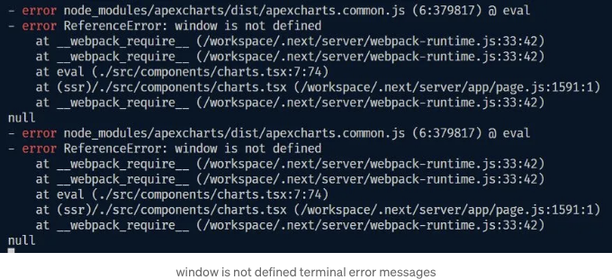 - error node_modules/apexcharts/dist/apexcharts.common.js (6:379817) @ eval
- error ReferenceError: window is not defined
    at __webpack_require__ (/workspace/.next/server/webpack-runtime.js:33:42)
    at __webpack_require__ (/workspace/.next/server/webpack-runtime.js:33:42)
    at eval (./src/components/charts.tsx:7:74)
    at (ssr)/./src/components/charts.tsx (/workspace/.next/server/app/page.js:1591:1)
    at __webpack_require__ (/workspace/.next/server/webpack-runtime.js:33:42)
null
- error node_modules/apexcharts/dist/apexcharts.common.js (6:379817) @ eval
- error ReferenceError: window is not defined
    at __webpack_require__ (/workspace/.next/server/webpack-runtime.js:33:42)
    at __webpack_require__ (/workspace/.next/server/webpack-runtime.js:33:42)
    at eval (./src/components/charts.tsx:7:74)
    at (ssr)/./src/components/charts.tsx (/workspace/.next/server/app/page.js:1591:1)
    at __webpack_require__ (/workspace/.next/server/webpack-runtime.js:33:42)
null
window is not defined terminal error messages